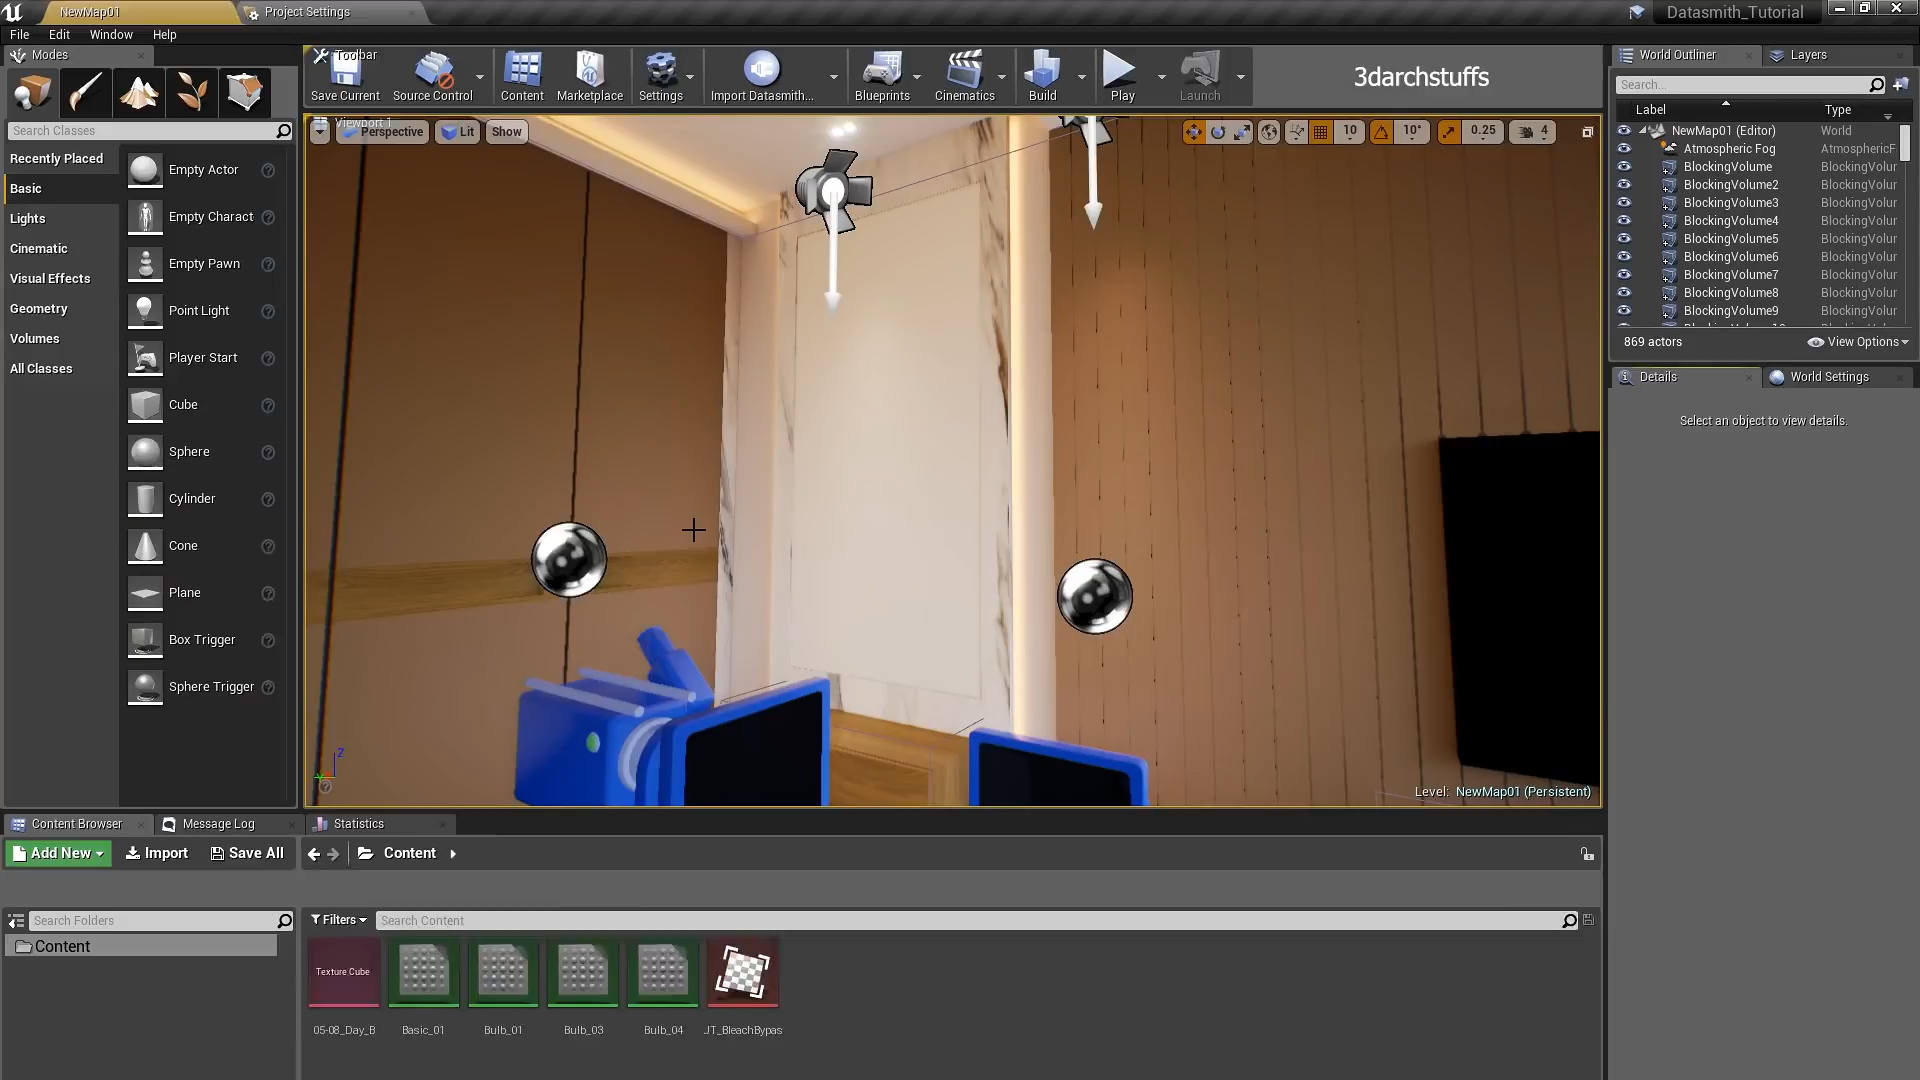 NewMap01
Project Settings
Datasmith_Tutorial
File Edit Window Help
Modes
Toolbar
Save Current
Source Control
Content
Marketplace
Settings
Import Datasmith...
Blueprints
Cinematics
Build
Play
Launch
3darchstuffs
Search Classes
Recently Placed
Basic
Lights
Cinematic
Visual Effects
Geometry
Volumes
All Classes
Empty Actor
Empty Charact
Empty Pawn
Point Light
Player Start
Cube
Sphere
Cylinder
Cone
Plane
Box Trigger
Sphere Trigger
Viewport 1
Perspective
Lit
Show
10
10°
0.25
4
Z
Level: NewMap01 (Persistent)
World Outliner
Layers
Search...
Label Type
NewMap01 (Editor) World
Atmospheric Fog AtmosphericF
BlockingVolume BlockingVolur
BlockingVolume2 BlockingVolur
BlockingVolume3 BlockingVolur
BlockingVolume4 BlockingVolur
BlockingVolume5 BlockingVolur
BlockingVolume6 BlockingVolur
BlockingVolume7 BlockingVolur
BlockingVolume8 BlockingVolur
BlockingVolume9 BlockingVolur
869 actors
View Options
Details
World Settings
Select an object to view details.
Content Browser
Message Log
Statistics
Add New
Import
Save All
Content
Search Folders
Content
Filters
Search Content
Texture Cube
05-08_Day_B
Basic_01
Bulb_01
Bulb_03
Bulb_04
JT_BleachBypas